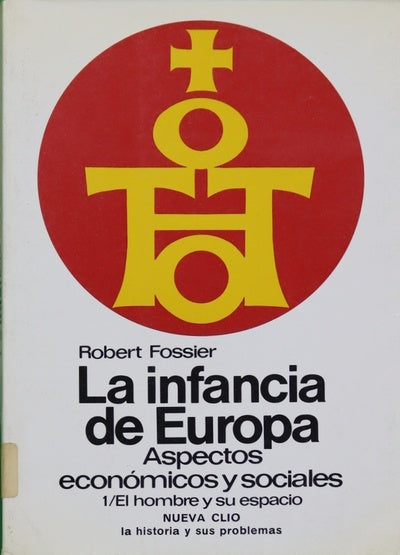 Robert Fossier
La infancia
de Europa
Aspectos
económicos y sociales
1/El hombre y su espacio
NUEVA CLIO
la historia y sus problemas